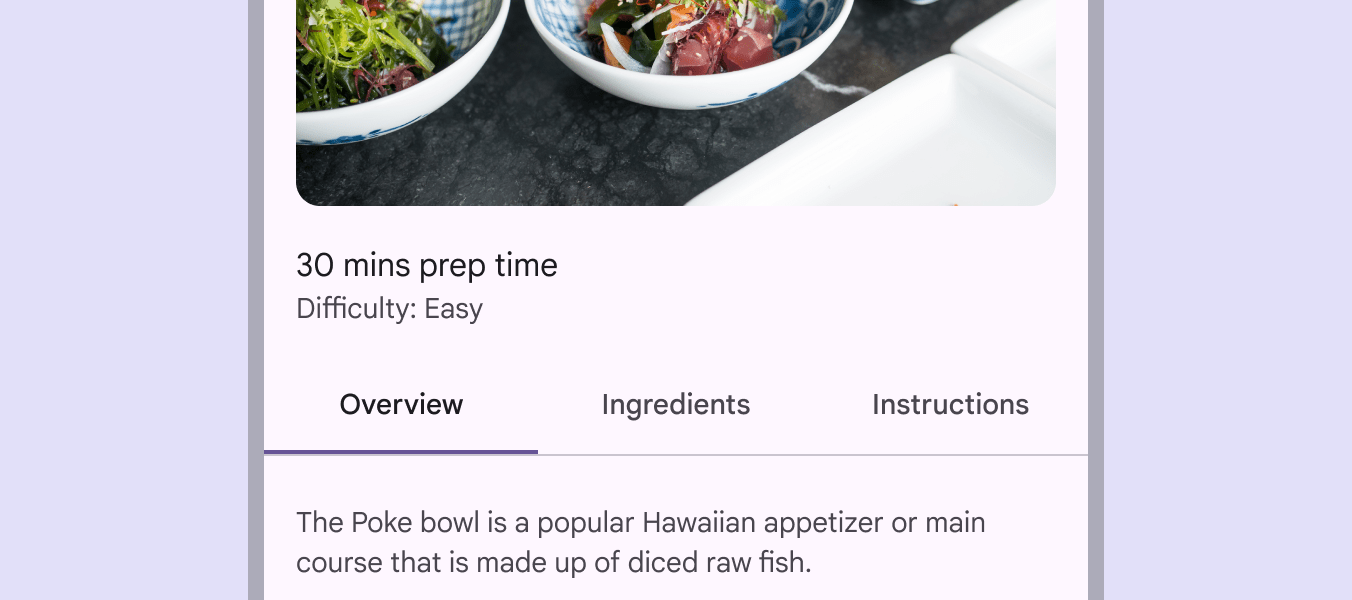 30 mins prep time
Difficulty: Easy
Overview
Ingredients
Instructions
The Poke bowl is a popular Hawaiian appetizer or main
course that is made up of diced raw fish.